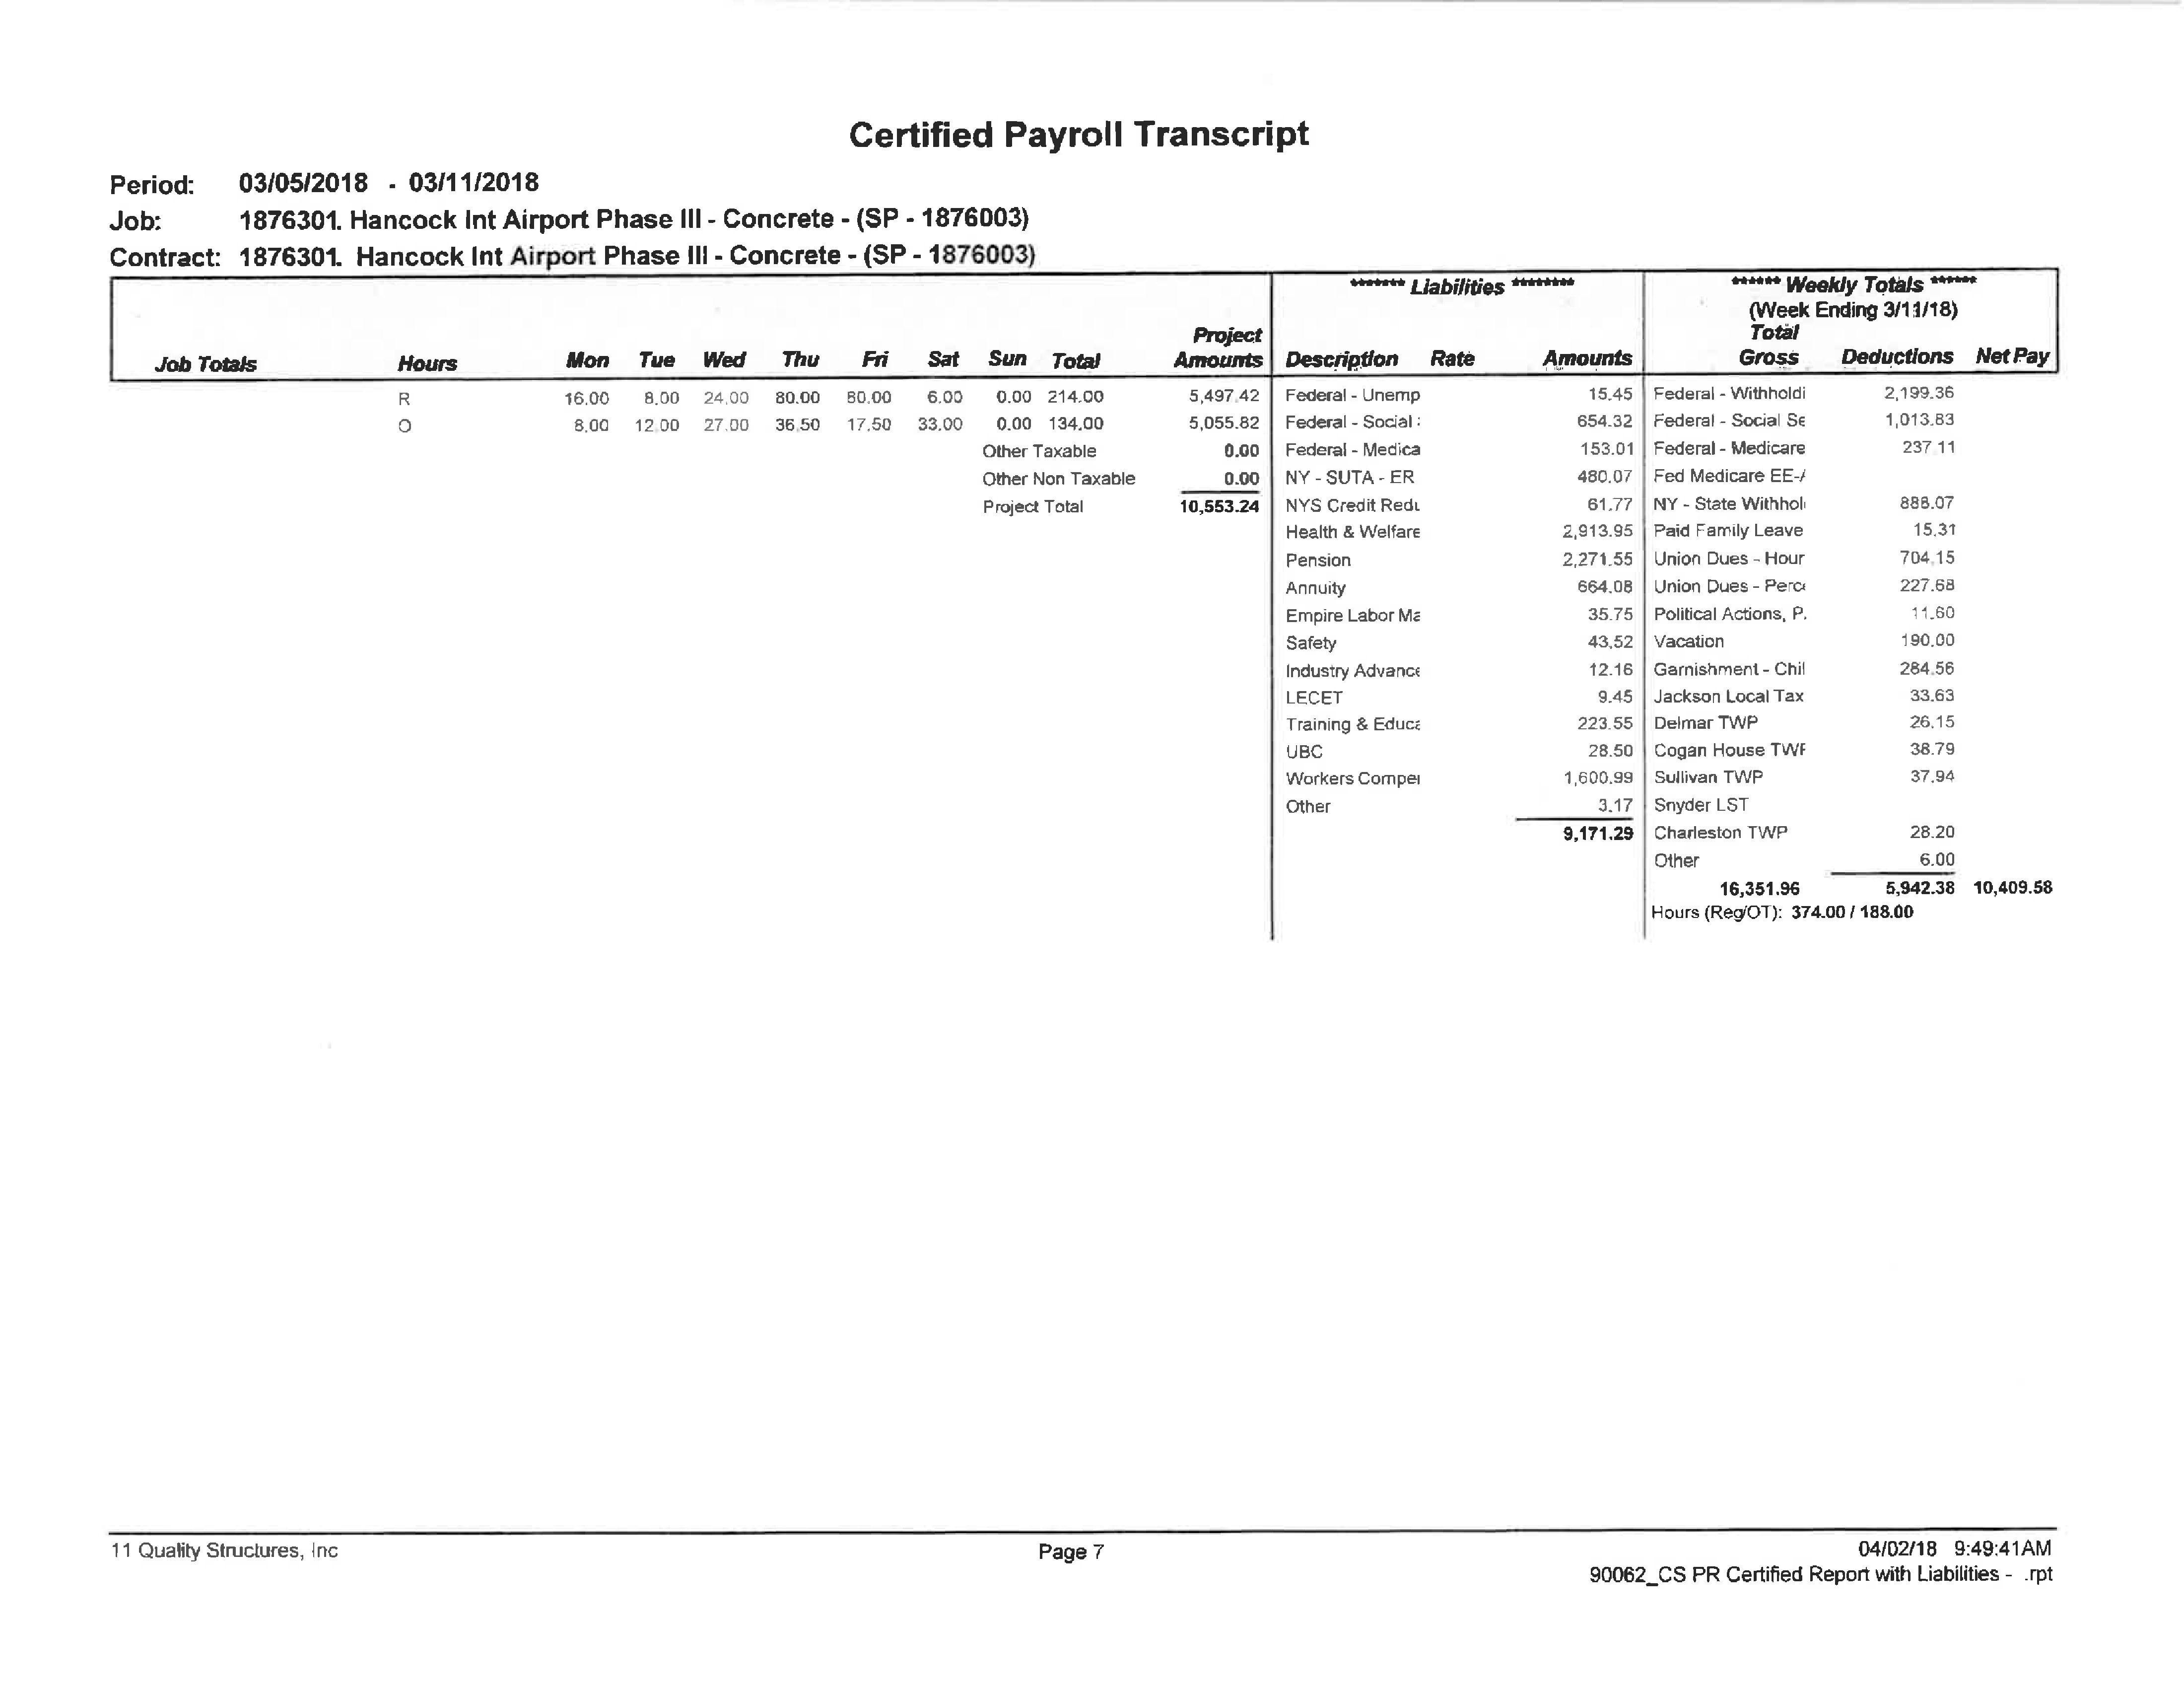 Certified Payroll Transcript
Period: 03/05/2018 - 03/11/2018
Job: 1876301. Hancock Int Airport Phase III - Concrete - (SP - 1876003)
Contract: 1876301. Hancock Int Airport Phase III - Concrete - (SP - 1876003)
******* Liabilities ******** ****** Weekly Totals ******
(Week Ending 3/11/18)
Project Total
Job Totals Hours Mon Tue Wed Thu Fri Sat Sun Total Amounts Description Rate Amounts Gross Deductions Net Pay
R 16.00 8.00 24.00 80.00 80.00 6.00 0.00 214.00 5,497.42 Federal - Unemp 15.45 Federal - Withholdi 2,199.36
O 8.00 12.00 27.00 36.50 17.50 33.00 0.00 134.00 5,055.82 Federal - Social : 654.32 Federal - Social Se 1,013.83
Other Taxable 0.00 Federal - Medica 153.01 Federal - Medicare 237.11
Other Non Taxable 0.00 NY - SUTA - ER 480.07 Fed Medicare EE-/
Project Total 10,553.24 NYS Credit Redu 61.77 NY - State Withhol 888.07
Health & Welfare 2,913.95 Paid Family Leave 15.31
Pension 2,271.55 Union Dues - Hour 704.15
Annuity 664.08 Union Dues - Perc 227.68
Empire Labor Ma 35.75 Political Actions, P. 11.60
Safety 43.52 Vacation 190.00
Industry Advance 12.16 Garnishment - Chil 284.56
LECET 9.45 Jackson Local Tax 33.63
Training & Educa 223.55 Delmar TWP 26.15
UBC 28.50 Cogan House TWF 38.79
Workers Compe 1,600.99 Sullivan TWP 37.94
Other 3.17 Snyder LST
9,171.29 Charleston TWP 28.20
Other 6.00
16,351.96 5,942.38 10,409.58
Hours (Reg/OT): 374.00 / 188.00
11 Quality Structures, Inc Page 7 04/02/18 9:49:41AM
90062_CS PR Certified Report with Liabilities - .rpt